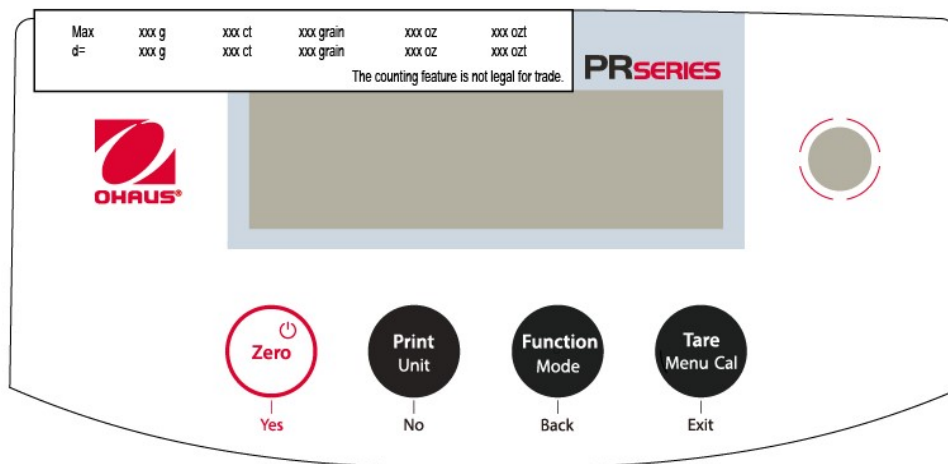 Max xxx g xxx ct xxx grain xxx oz xxx ozt
d= xxx g xxx ct xxx grain xxx oz xxx ozt
The counting feature is not legal for trade.
PRSERIES
OHAUS®
Zero
Print
Unit
Function
Mode
Tare
Menu Cal
Yes
No
Back
Exit